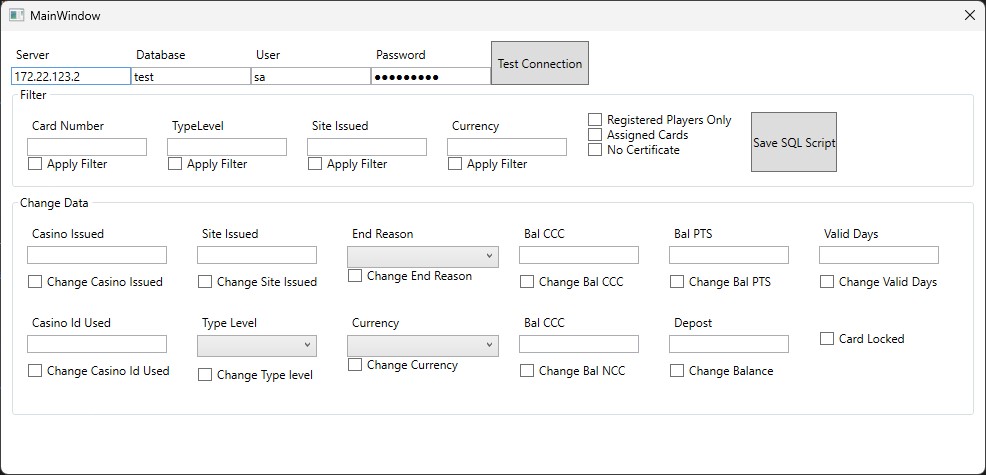 MainWindow
Server Database User Password
172.22.123.2 test sa ●●●●●●●●● Test Connection
Filter
Card Number TypeLevel Site Issued Currency
Registered Players Only
Assigned Cards
No Certificate
Save SQL Script
Apply Filter Apply Filter Apply Filter Apply Filter
Change Data
Casino Issued Site Issued End Reason Bal CCC Bal PTS Valid Days
Change Casino Issued Change Site Issued Change End Reason Change Bal CCC Change Bal PTS Change Valid Days
Casino Id Used Type Level Currency Bal CCC Depost
Card Locked
Change Casino Id Used Change Type level Change Currency Change Bal NCC Change Balance